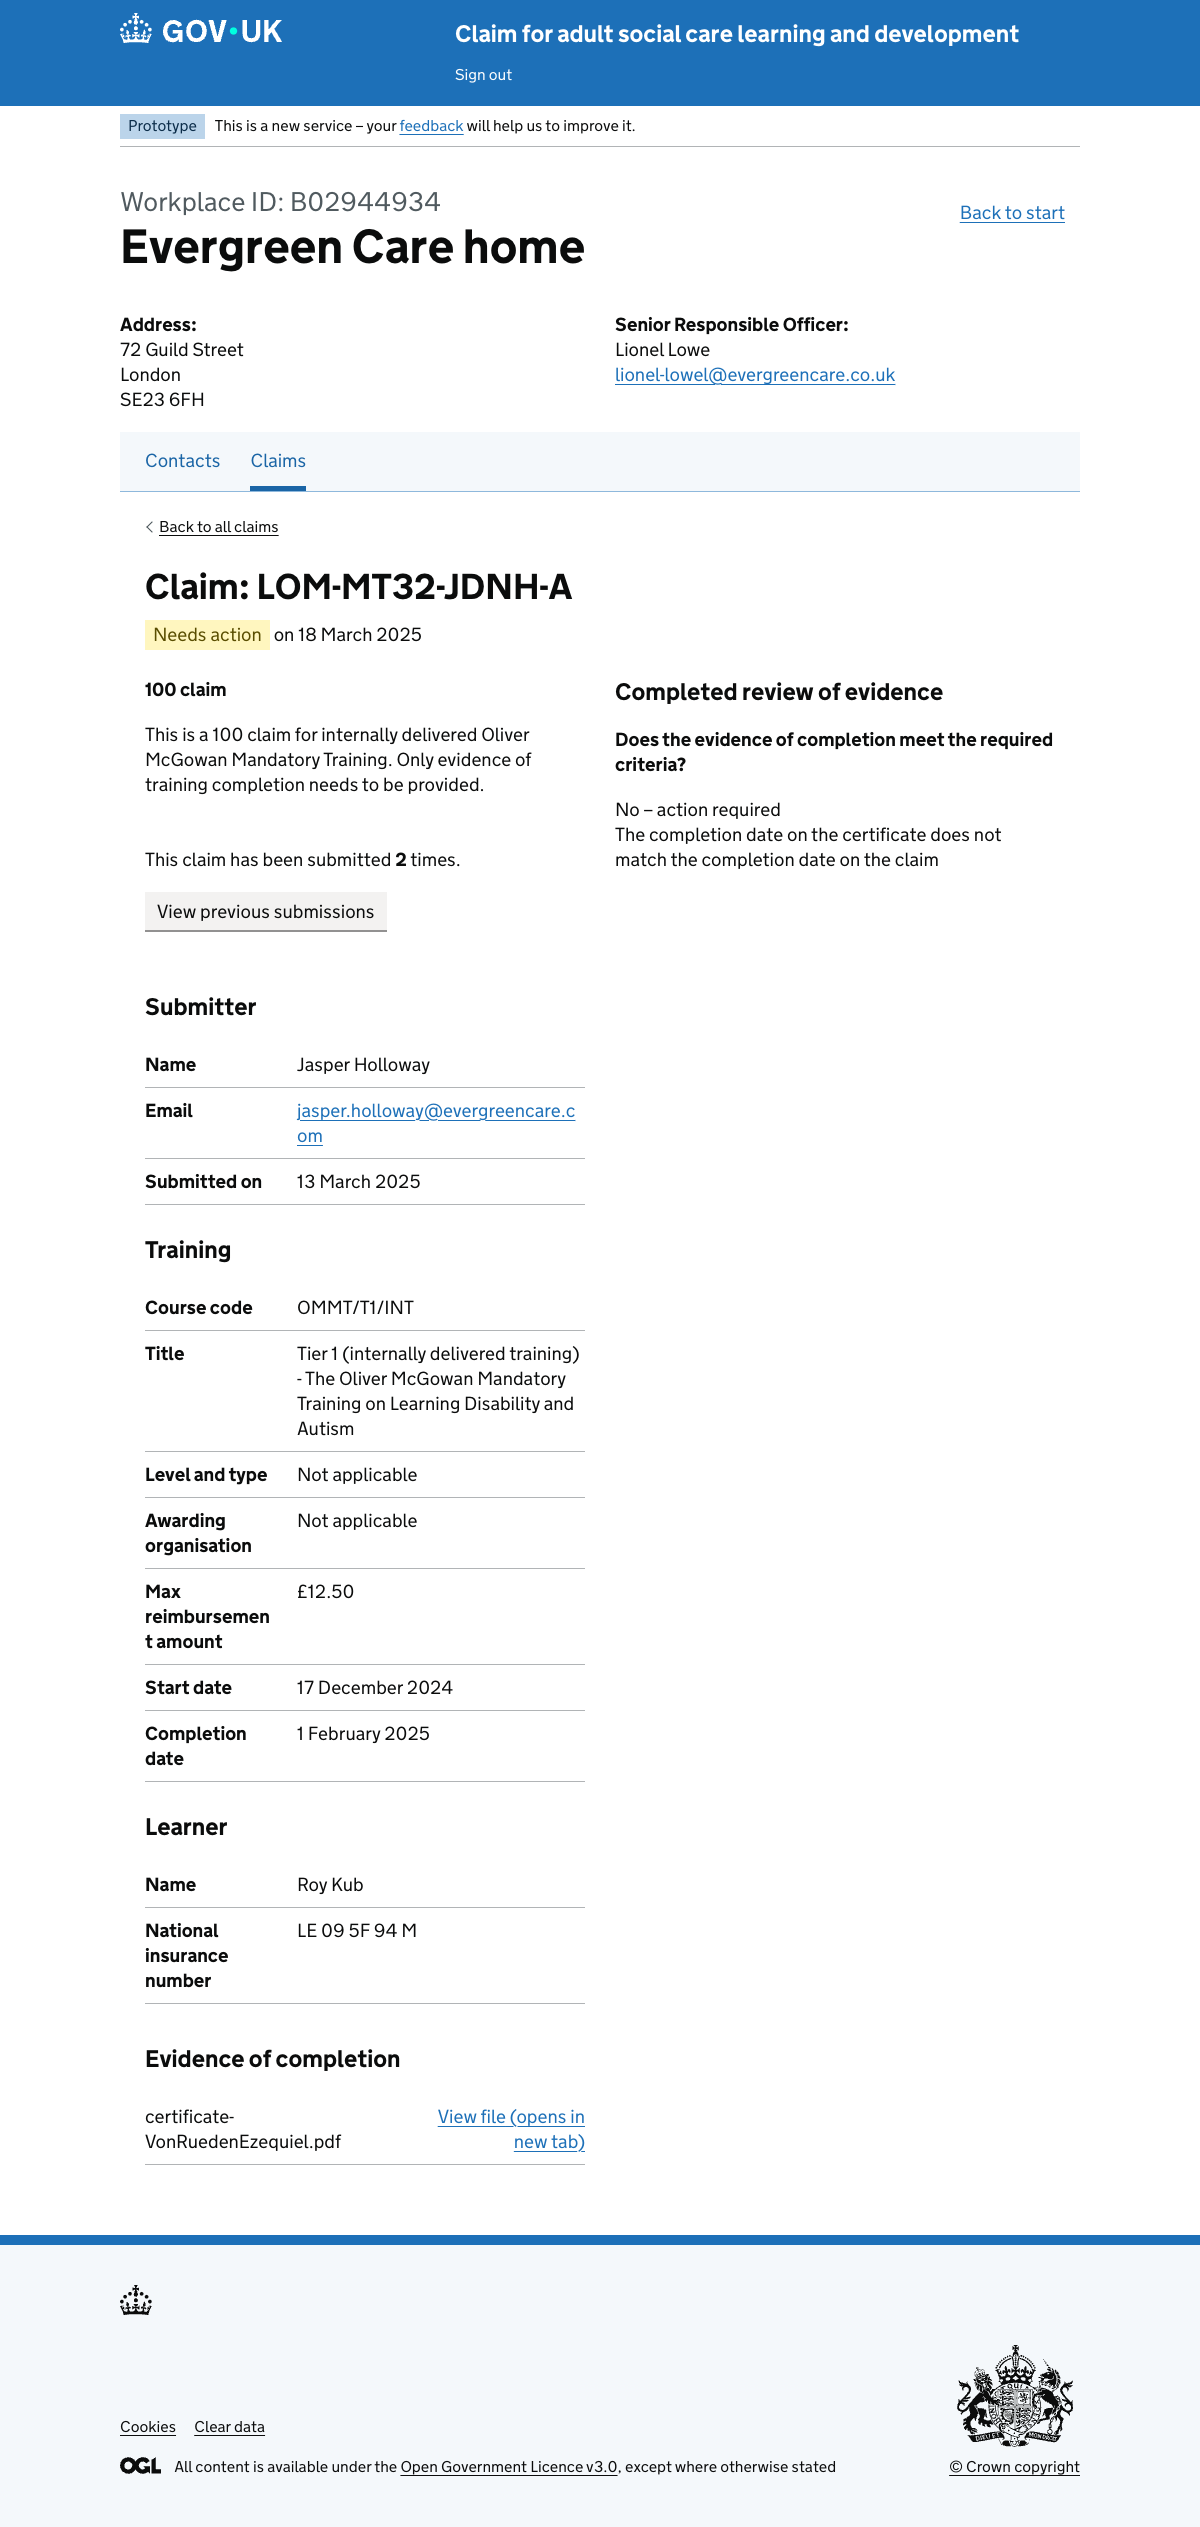 GOV·UK
Claim for adult social care learning and development
Sign out
Prototype This is a new service – your feedback will help us to improve it.
Workplace ID: B02944934
Back to start
Evergreen Care home
Address:
72 Guild Street
London
SE23 6FH
Senior Responsible Officer:
Lionel Lowe
lionel-lowel@evergreencare.co.uk
Contacts Claims
Back to all claims
Claim: LOM-MT32-JDNH-A
Needs action on 18 March 2025
100 claim
This is a 100 claim for internally delivered Oliver
McGowan Mandatory Training. Only evidence of
training completion needs to be provided.
This claim has been submitted 2 times.
View previous submissions
Completed review of evidence
Does the evidence of completion meet the required
criteria?
No – action required
The completion date on the certificate does not
match the completion date on the claim
Submitter
Name Jasper Holloway
Email jasper.holloway@evergreencare.c
om
Submitted on 13 March 2025
Training
Course code OMMT/T1/INT
Title Tier 1 (internally delivered training)
- The Oliver McGowan Mandatory
Training on Learning Disability and
Autism
Level and type Not applicable
Awarding Not applicable
organisation
Max £12.50
reimbursemen
t amount
Start date 17 December 2024
Completion 1 February 2025
date
Learner
Name Roy Kub
National LE 09 5F 94 M
insurance
number
Evidence of completion
certificate- View file (opens in
VonRuedenEzequiel.pdf new tab)
Cookies Clear data
OGL All content is available under the Open Government Licence v3.0, except where otherwise stated
© Crown copyright